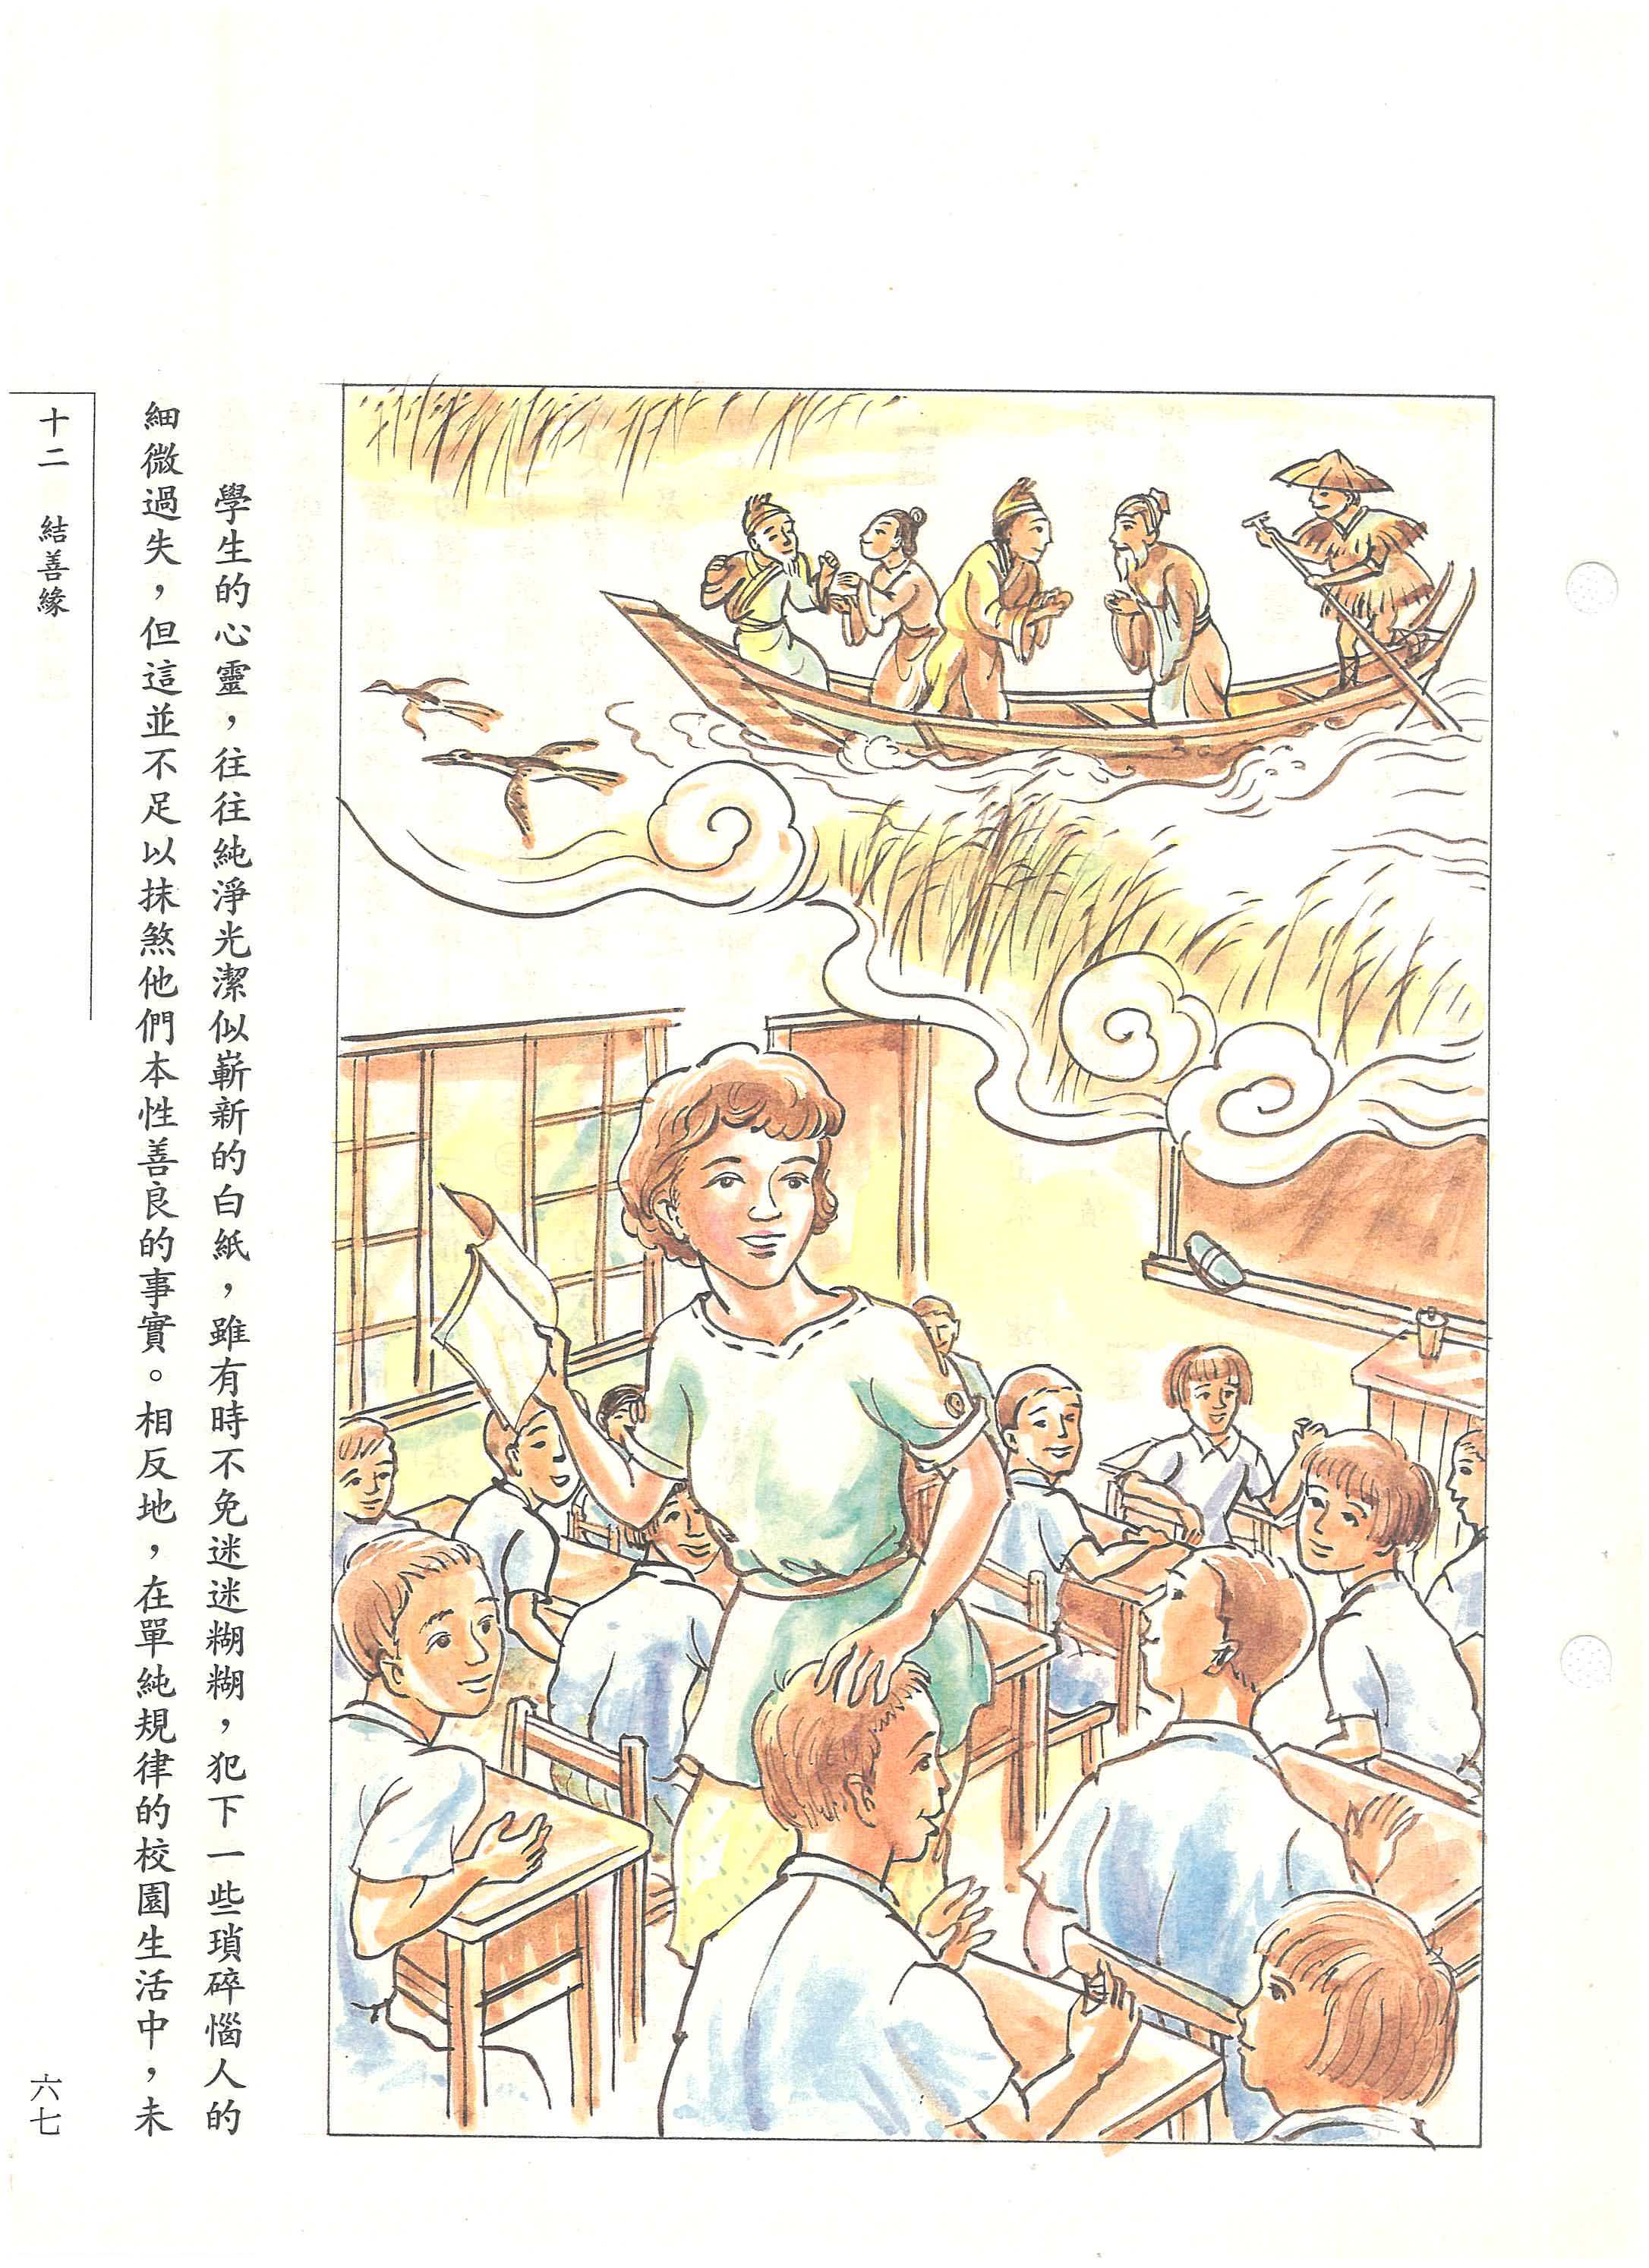 學生的心靈，往往純淨光潔似嶄新的白紙，雖有時不免迷迷糊糊，犯下一些瑣碎惱人的
細微過失，但這並不足以抹煞他們本性善良的事實。相反地，在單純規律的校園生活中，未
十二　結善緣
六七